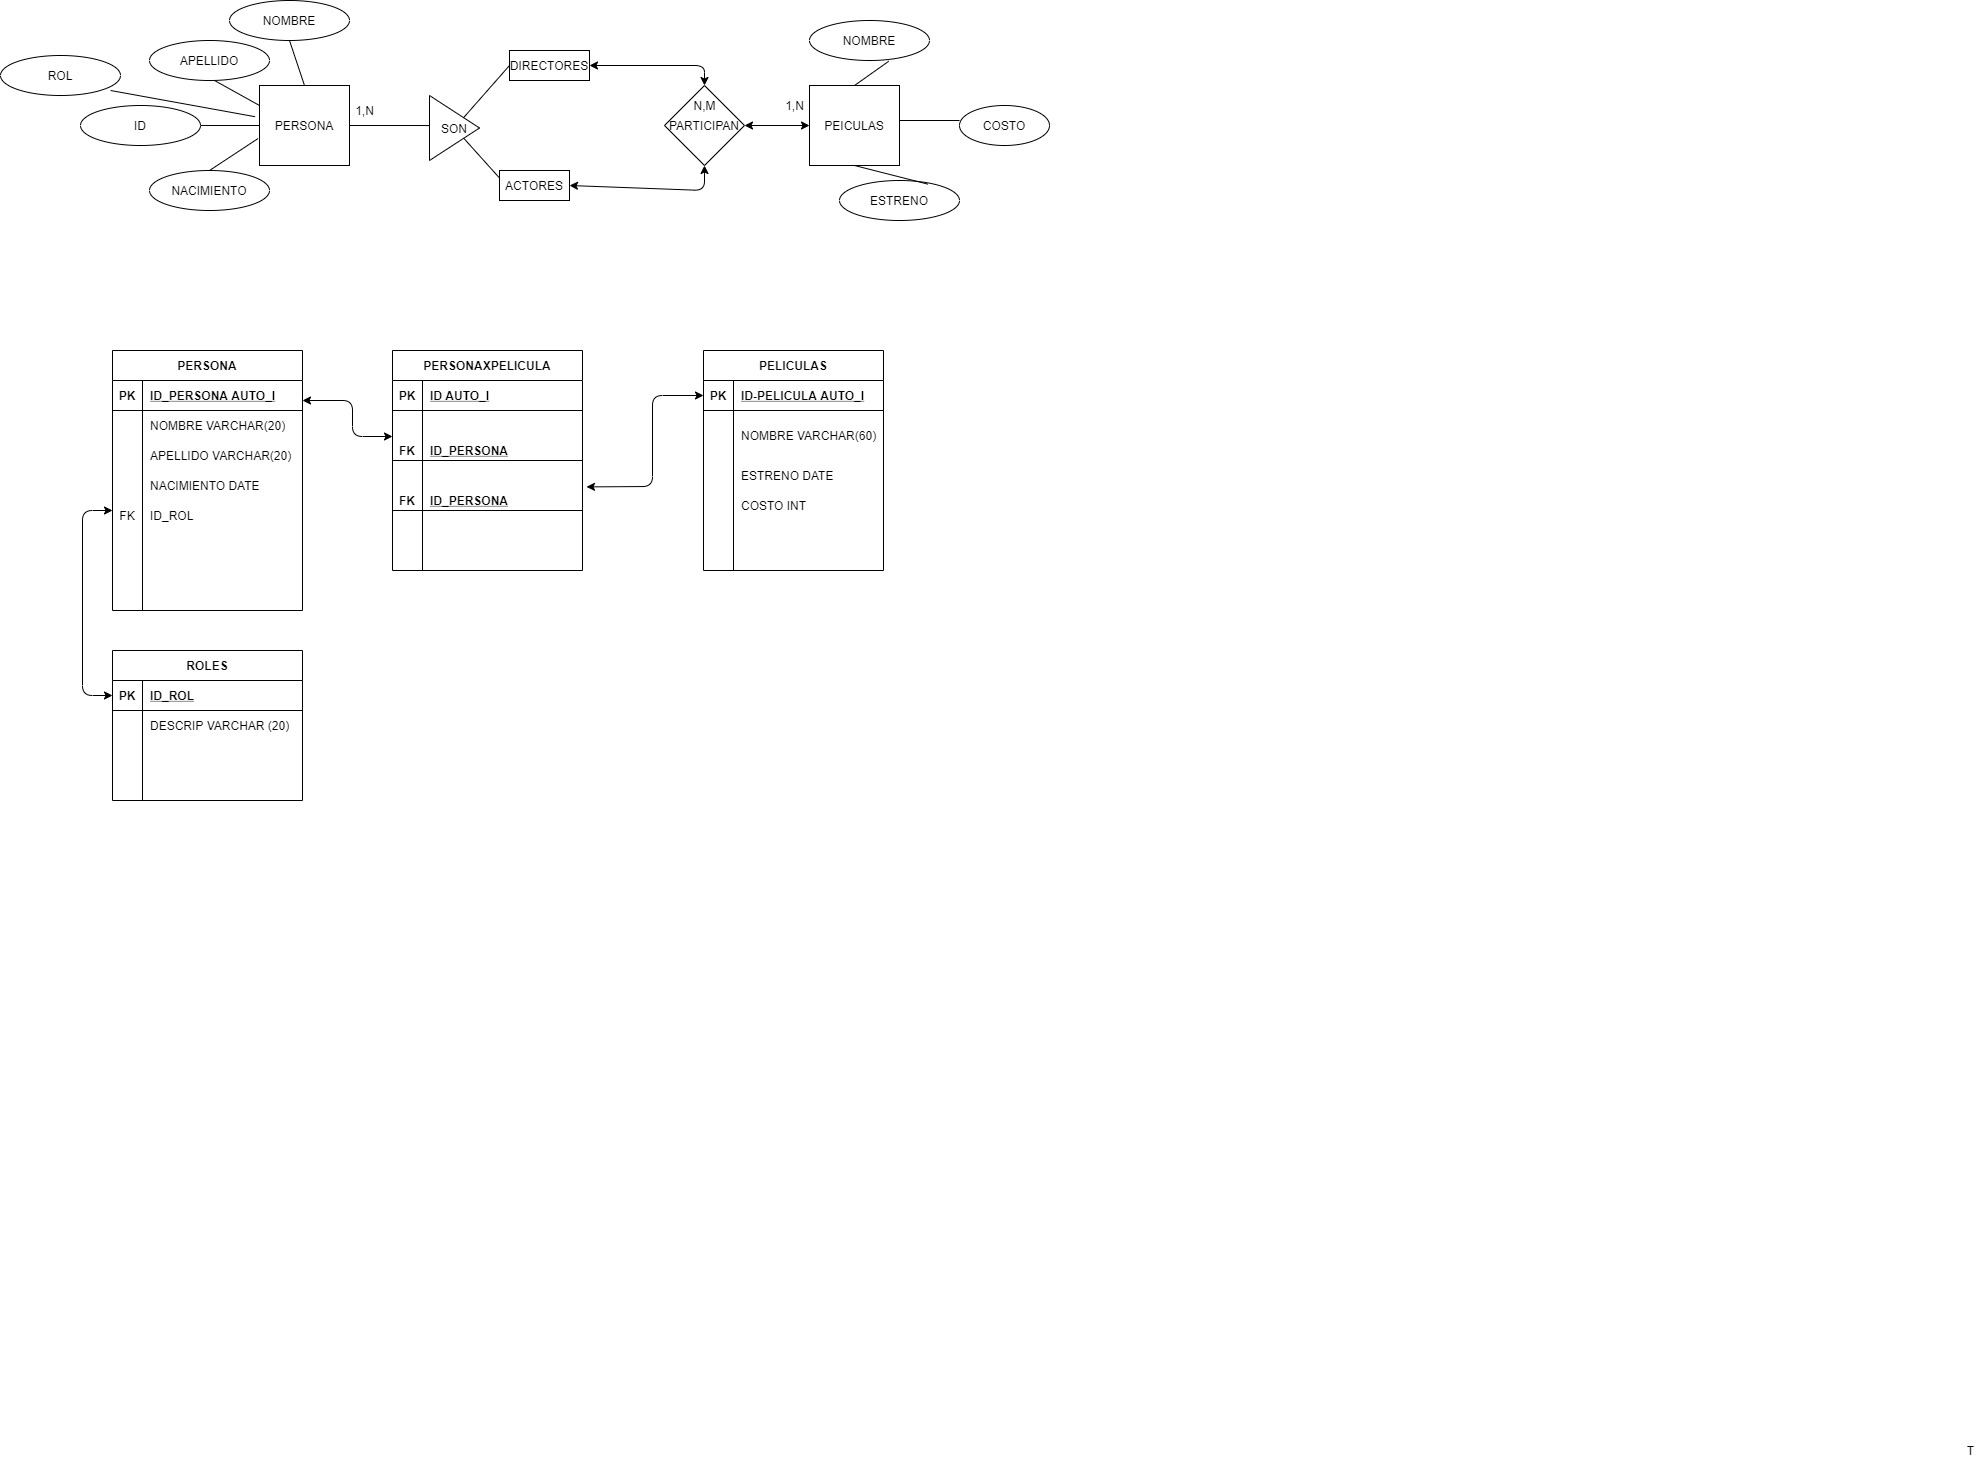 NOMBRE
APELLIDO
ROL
ID
NACIMIENTO
PERSONA
1,N
SON
DIRECTORES
ACTORES
N,M
PARTICIPAN
1,N
PEICULAS
NOMBRE
COSTO
ESTRENO
PERSONA
PK ID_PERSONA AUTO_I
NOMBRE VARCHAR(20)
APELLIDO VARCHAR(20)
NACIMIENTO DATE
FK ID_ROL
PERSONAXPELICULA
PK ID AUTO_I
FK ID_PERSONA
FK ID_PERSONA
PELICULAS
PK ID-PELICULA AUTO_I
NOMBRE VARCHAR(60)
ESTRENO DATE
COSTO INT
ROLES
PK ID_ROL
DESCRIP VARCHAR (20)
T